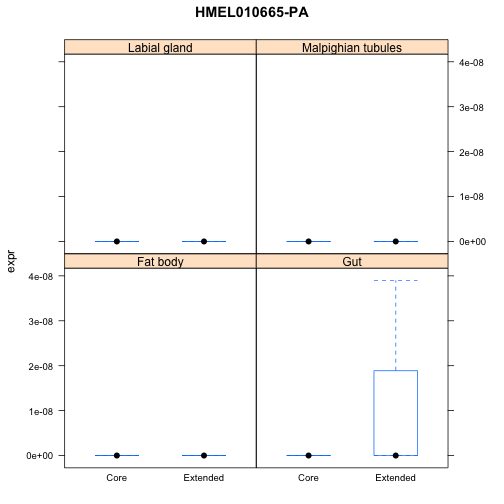 HMEL010665-PA
Labial gland Malpighian tubules
4e-08
3e-08
2e-08
1e-08
0e+00
expr
Fat body Gut
4e-08
3e-08
2e-08
1e-08
0e+00
Core Extended Core Extended